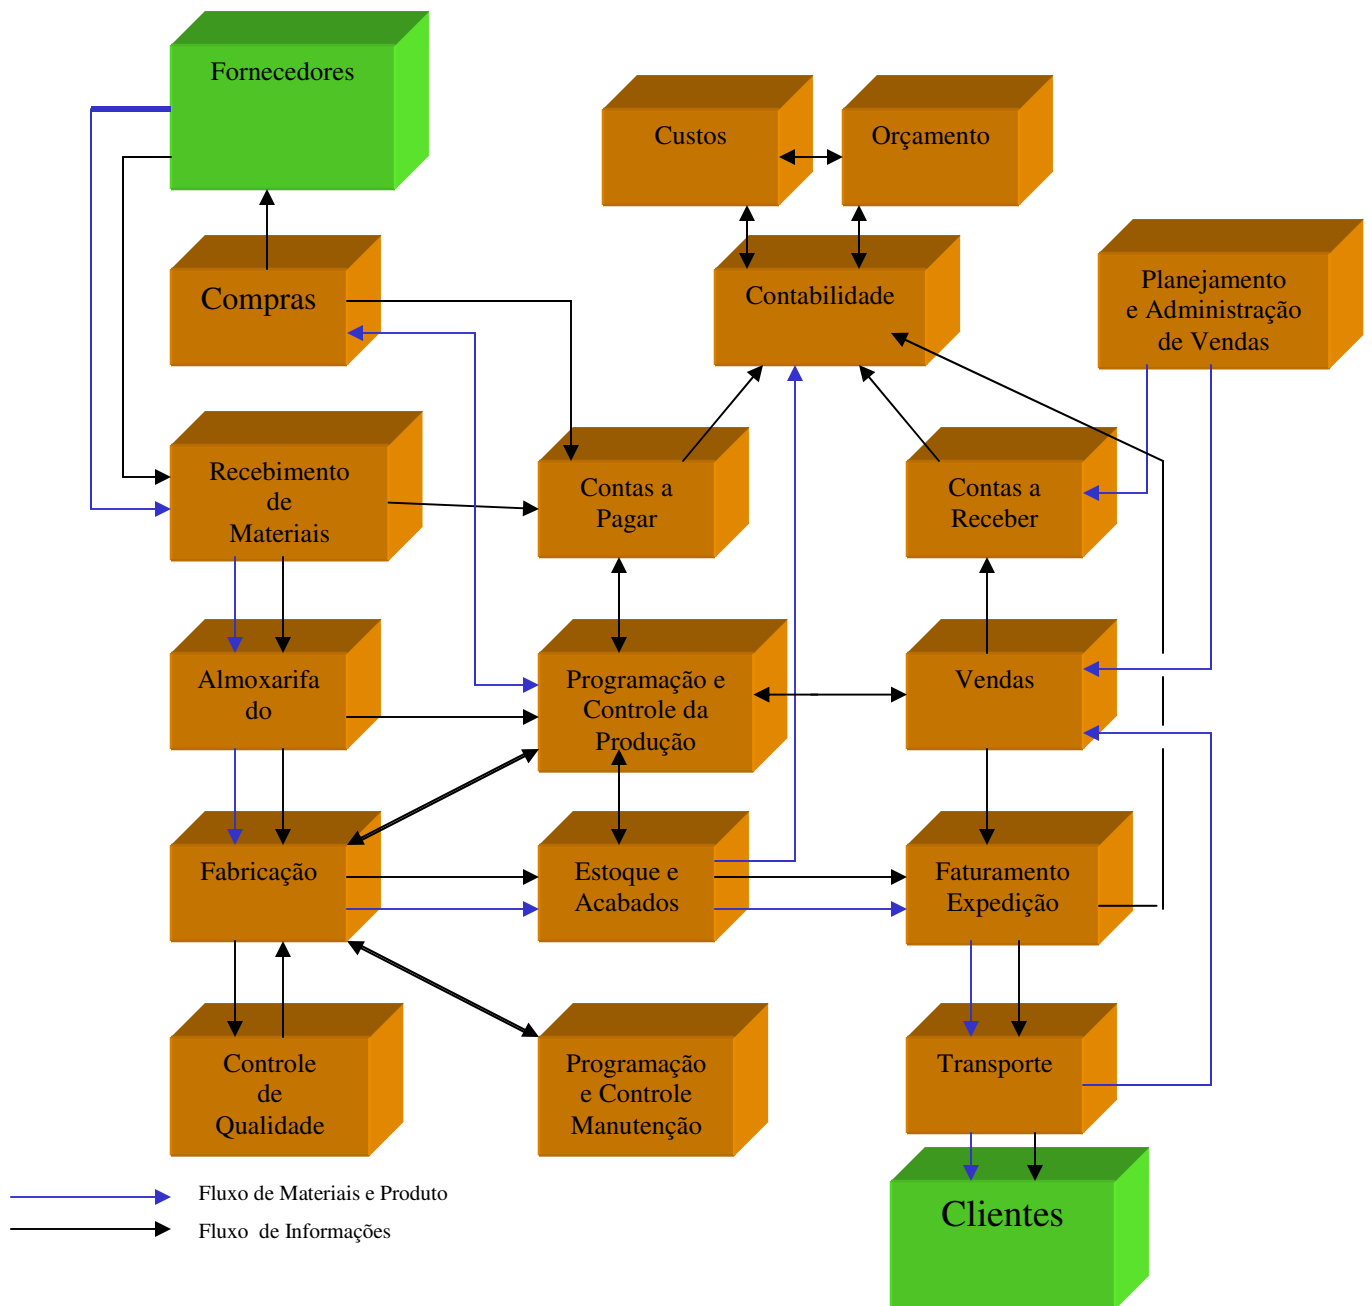 Fornecedores
Custos
Orçamento
Compras
Contabilidade
Planejamento
e Administração
de Vendas
Recebimento
de
Materiais
Contas a
Pagar
Contas a
Receber
Almoxarifa
do
Programação e
Controle da
Produção
Vendas
Fabricação
Estoque e
Acabados
Faturamento
Expedição
Controle
de
Qualidade
Programação
e Controle
Manutenção
Transporte
Clientes
Fluxo de Materiais e Produto
Fluxo de Informações